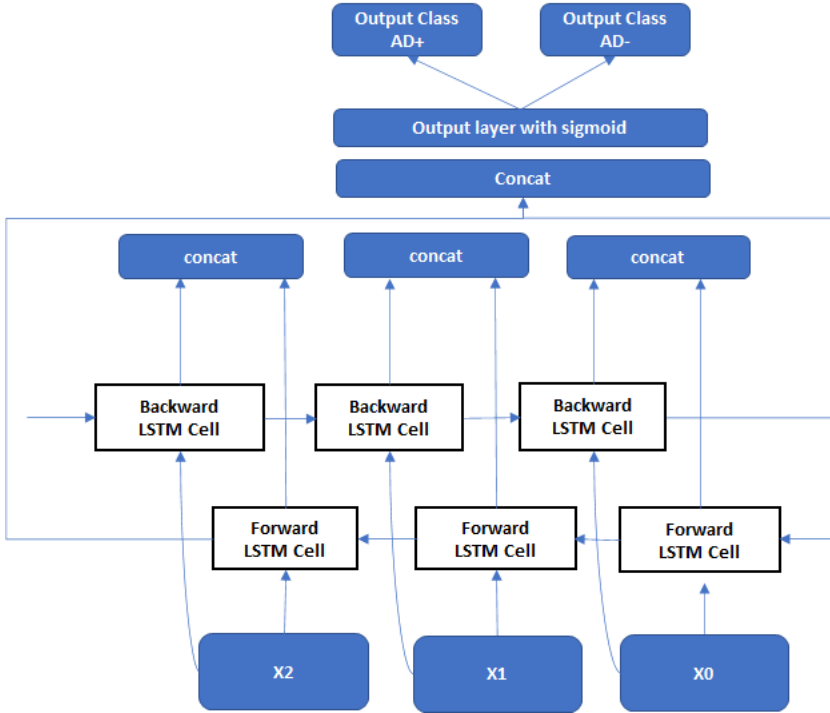 Output Class
AD+
Output Class
AD-
Output layer with sigmoid
Concat
concat
concat
concat
Backward
LSTM Cell
Backward
LSTM Cell
Backward
LSTM Cell
Forward
LSTM Cell
Forward
LSTM Cell
Forward
LSTM Cell
X2
X1
X0